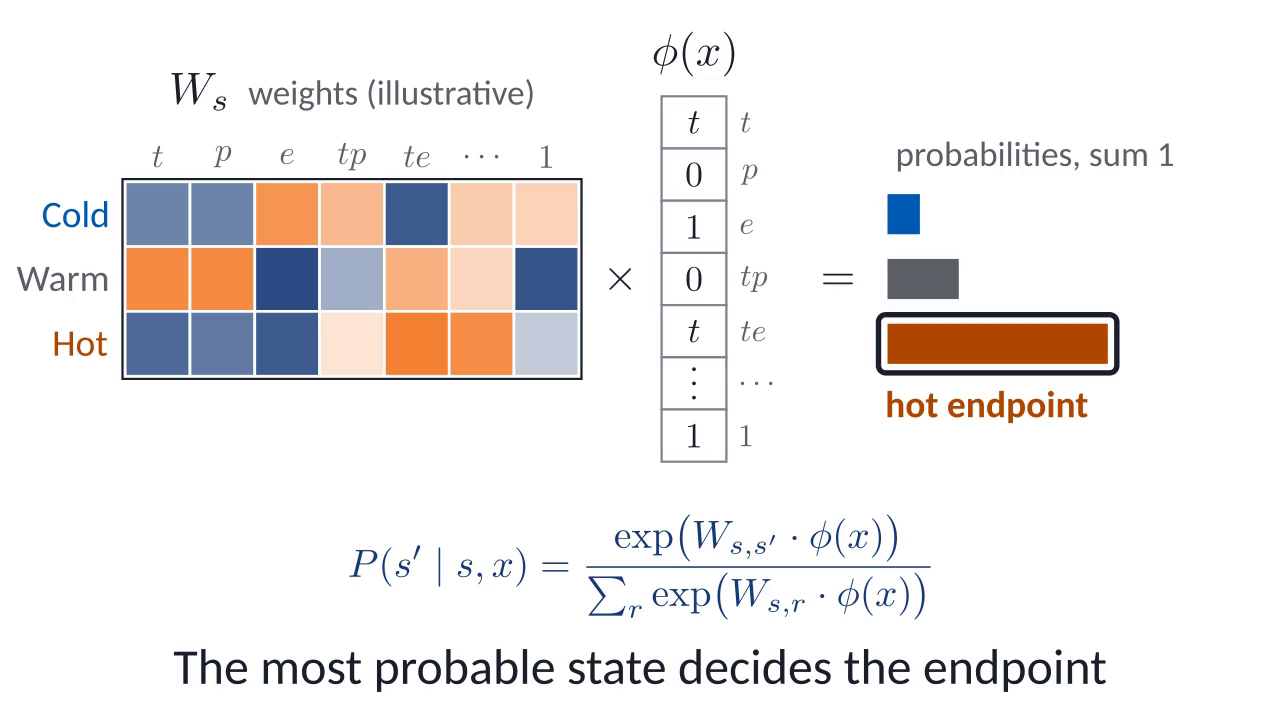 ϕ(x)
W_s weights (illustrative)
t p e tp te ··· 1
Cold
Warm
Hot
×
t t
0 p
1 e
0 tp
t te
⋮ ···
1 1
=
probabilities, sum 1
hot endpoint
P(s′ | s, x) = exp(W_{s,s′} · ϕ(x)) / ∑_r exp(W_{s,r} · ϕ(x))
The most probable state decides the endpoint